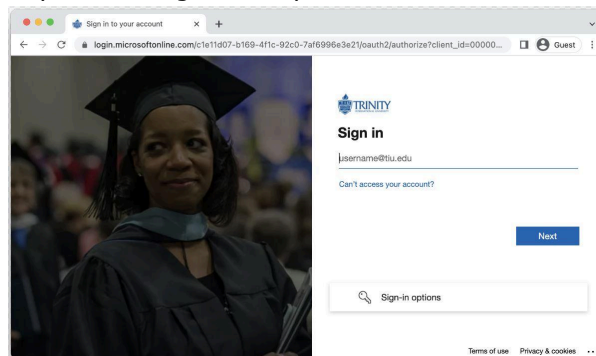 Sign in to your account
login.microsoftonline.com/c1e11d07-b169-4f1c-92c0-7af6996e3e21/oauth2/authorize?client_id=00000...
Guest
TRINITY
Sign in
username@tiu.edu
Can't access your account?
Next
Sign-in options
Terms of use Privacy & cookies